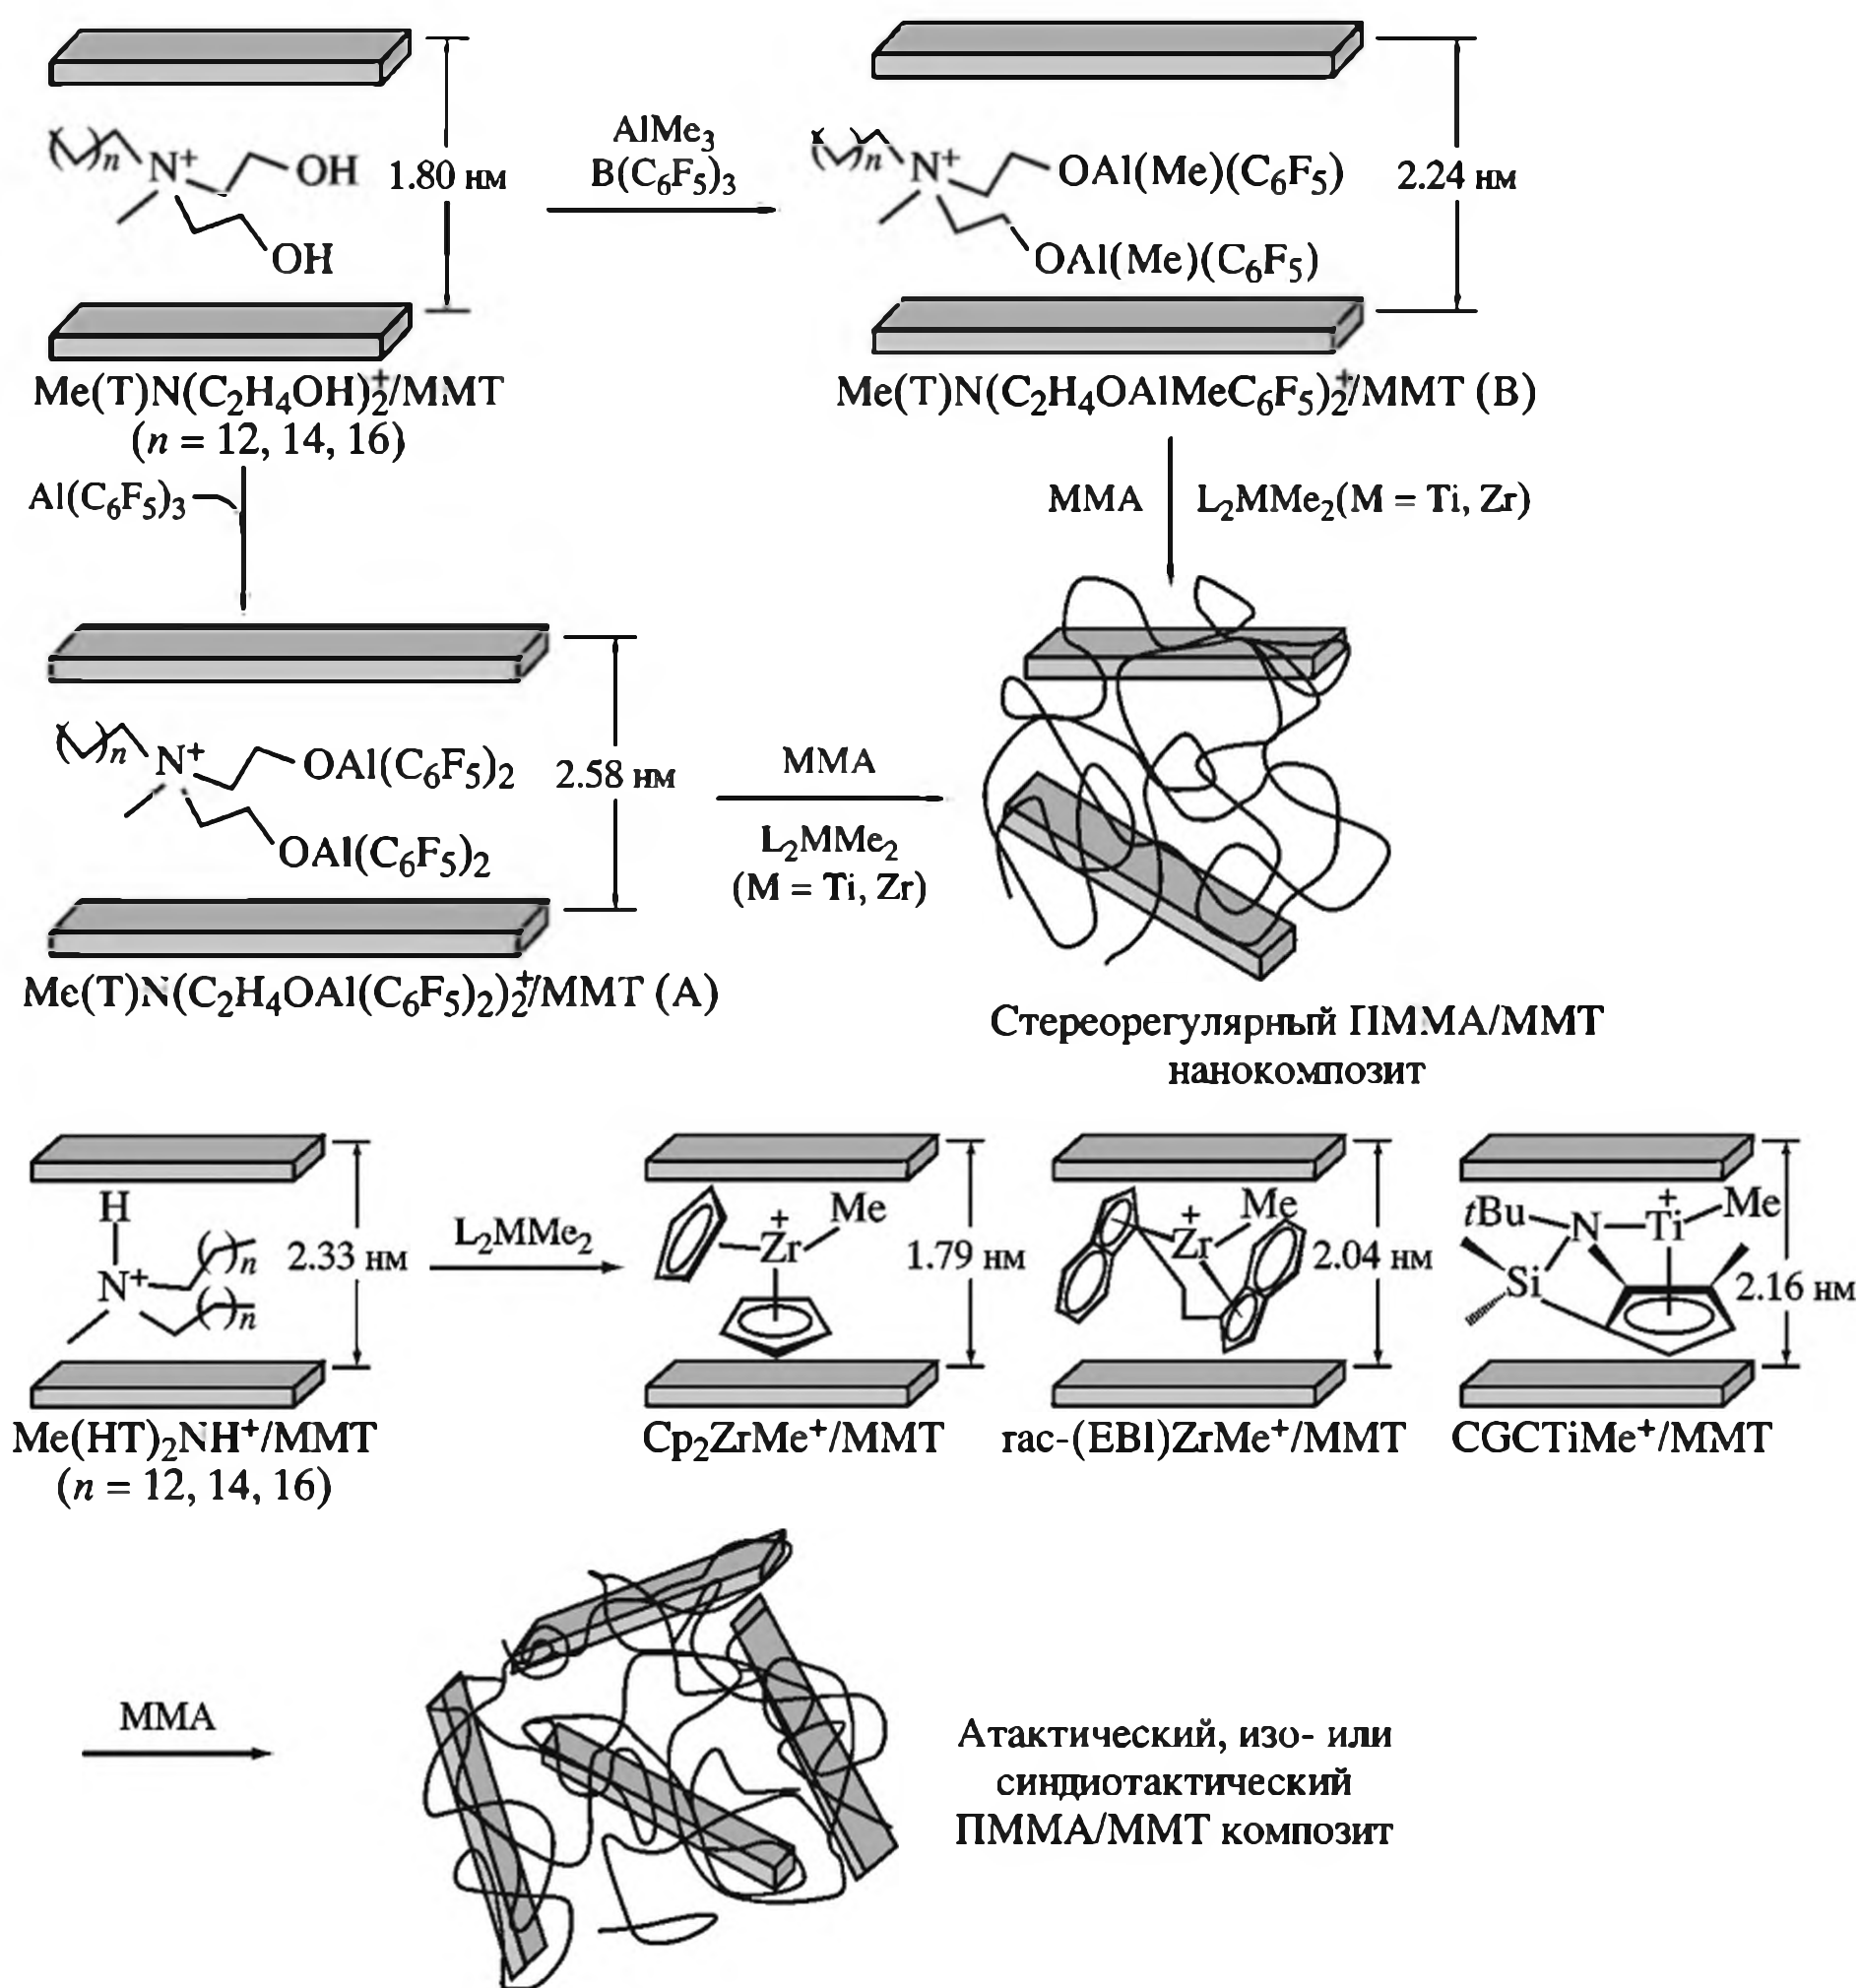 AlMe₃
B(C₆F₅)₃
( )n N⁺ OH
OH
1.80 нм
( )n N⁺ OAl(Me)(C₆F₅)
OAl(Me)(C₆F₅)
2.24 нм
Me(T)N(C₂H₄OH)₂⁺/MMT
(n = 12, 14, 16)
Me(T)N(C₂H₄OAlMeC₆F₅)₂⁺/MMT (B)
Al(C₆F₅)₃
MMA
L₂MMe₂(M = Ti, Zr)
( )n N⁺ OAl(C₆F₅)₂
OAl(C₆F₅)₂
2.58 нм
MMA
L₂MMe₂
(M = Ti, Zr)
Me(T)N(C₂H₄OAl(C₆F₅)₂)₂⁺/MMT (A)
Стереорегулярный ПММА/ММТ
нанокомпозит
H
N⁺ ( )n
( )n
2.33 нм
L₂MMe₂
Zr⁺ Me
1.79 нм
Zr⁺ Me
2.04 нм
tBu N Ti⁺ Me
Si
2.16 нм
Me(HT)₂NH⁺/MMT
(n = 12, 14, 16)
Cp₂ZrMe⁺/MMT
rac-(EBI)ZrMe⁺/MMT
CGCTiMe⁺/MMT
MMA
Атактический, изо- или
синдиотактический
ПММА/ММТ композит